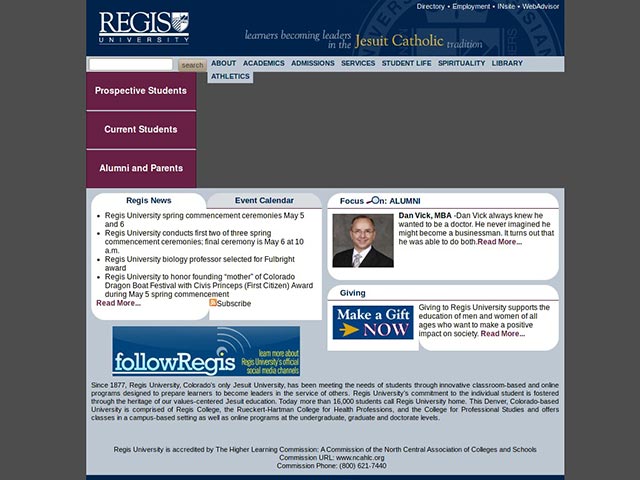 Directory • Employment • INsite • WebAdvisor
REGIS
UNIVERSITY
learners becoming leaders
in the Jesuit Catholic tradition
search
ABOUT ACADEMICS ADMISSIONS SERVICES STUDENT LIFE SPIRITUALITY LIBRARY
ATHLETICS
Prospective Students
Current Students
Alumni and Parents
Regis News
Event Calendar
Regis University spring commencement ceremonies May 5
and 6
Regis University conducts first two of three spring
commencement ceremonies; final ceremony is May 6 at 10
a.m.
Regis University biology professor selected for Fulbright
award
Regis University to honor founding “mother” of Colorado
Dragon Boat Festival with Civis Princeps (First Citizen) Award
during May 5 spring commencement
Read More...
Subscribe
Focus On: ALUMNI
Dan Vick, MBA -Dan Vick always knew he
wanted to be a doctor. He never imagined he
might become a businessman. It turns out that
he was able to do both.Read More...
Giving
Make a Gift
NOW
Giving to Regis University supports the
education of men and women of all
ages who want to make a positive
impact on society. Read More...
followRegis
learn more about
Regis University's official
social media channels
Since 1877, Regis University, Colorado's only Jesuit University, has been meeting the needs of students through innovative classroom-based and online
programs designed to prepare learners to become leaders in the service of others. Regis University's commitment to the individual student is fostered
through the heritage of our values-centered Jesuit education. Today more than 16,000 students call Regis University home. This Denver, Colorado-based
University is comprised of Regis College, the Rueckert-Hartman College for Health Professions, and the College for Professional Studies and offers
classes in a campus-based setting as well as online programs at the undergraduate, graduate and doctorate levels.
Regis University is accredited by The Higher Learning Commission: A Commission of the North Central Association of Colleges and Schools
Commission URL: www.ncahlc.org
Commission Phone: (800) 621-7440